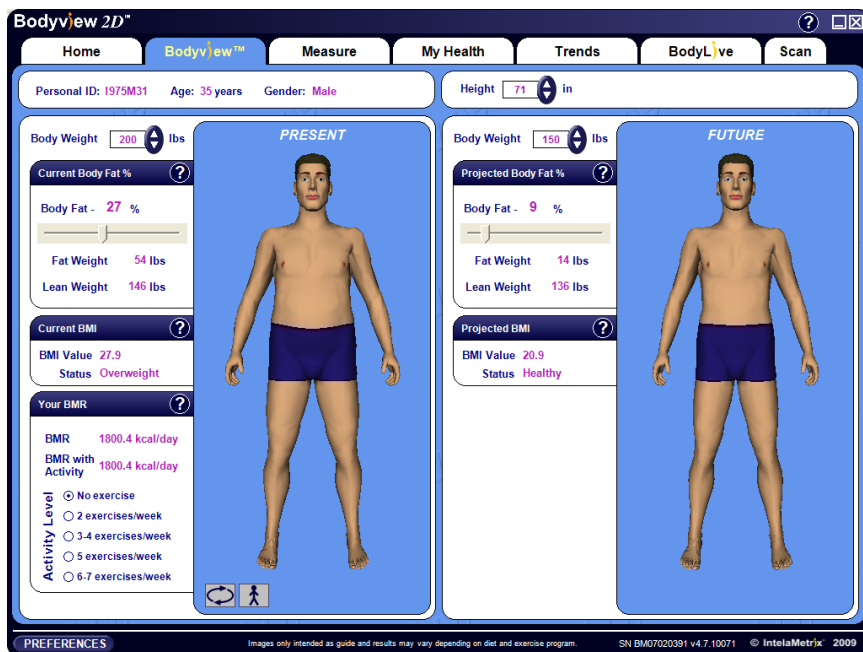 Bodyview 2D™
?
Home Bodyview™ Measure My Health Trends BodyLive Scan
Personal ID: I975M31 Age: 35 years Gender: Male
Height 71 in
Body Weight 200 lbs
PRESENT
Current Body Fat % ?
Body Fat - 27 %
Fat Weight 54 lbs
Lean Weight 146 lbs
Current BMI ?
BMI Value 27.9
Status Overweight
Your BMR ?
BMR 1800.4 kcal/day
BMR with
Activity 1800.4 kcal/day
Activity Level
No exercise
2 exercises/week
3-4 exercises/week
5 exercises/week
6-7 exercises/week
Body Weight 150 lbs
FUTURE
Projected Body Fat % ?
Body Fat - 9 %
Fat Weight 14 lbs
Lean Weight 136 lbs
Projected BMI ?
BMI Value 20.9
Status Healthy
PREFERENCES
Images only intended as guide and results may vary depending on diet and exercise program.
SN BM07020391 v4.7.10071 © IntelaMetrix 2009